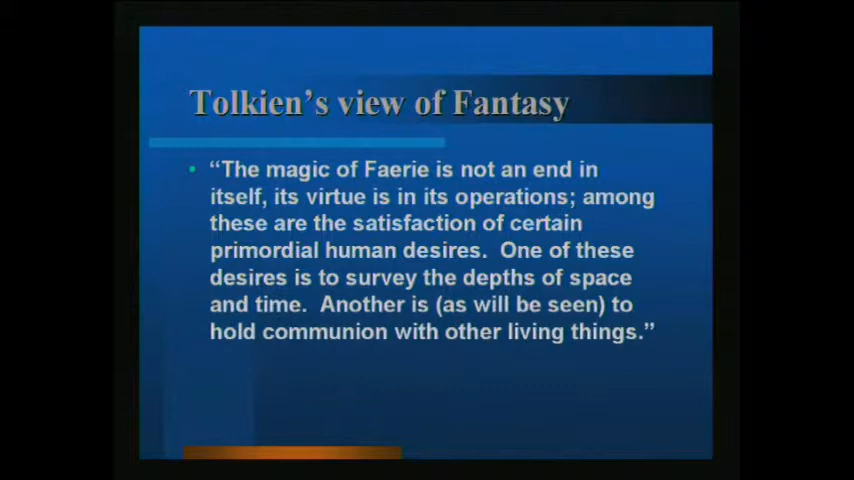 Tolkien's view of Fantasy
• “The magic of Faerie is not an end in
itself, its virtue is in its operations; among
these are the satisfaction of certain
primordial human desires.  One of these
desires is to survey the depths of space
and time.  Another is (as will be seen) to
hold communion with other living things.”